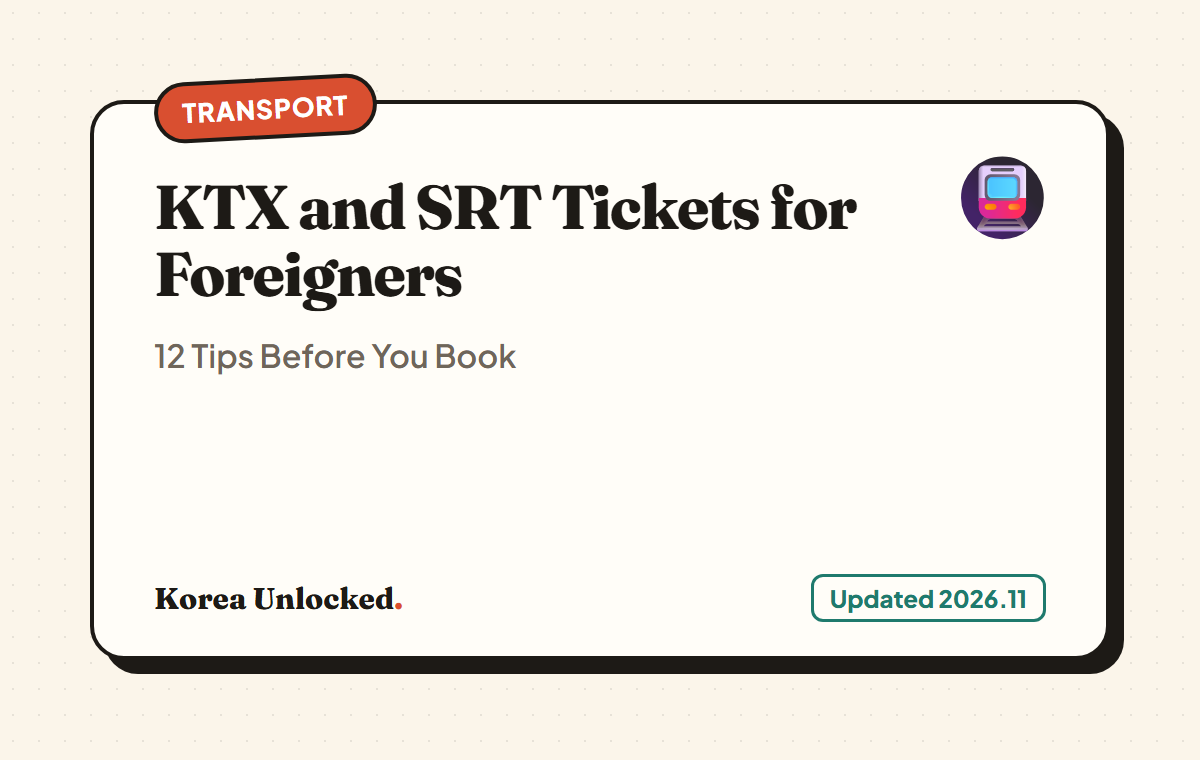 TRANSPORT
KTX and SRT Tickets for
Foreigners
12 Tips Before You Book
Korea Unlocked.
Updated 2026.11